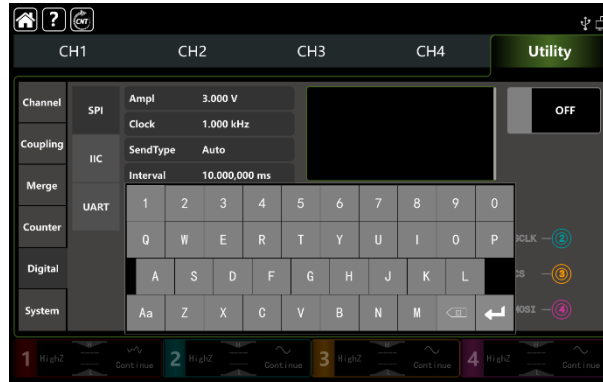 ? CNT
CH1 CH2 CH3 CH4 Utility
Channel
Coupling
Merge
Counter
Digital
System
SPI
IIC
UART
Ampl 3.000 V
Clock 1.000 kHz
SendType Auto
Interval 10.000,000 ms
OFF
1 2 3 4 5 6 7 8 9 0
Q W E R T Y U I O P
A S D F G H J K L
Aa Z X C V B N M
SCLK 2
CS 3
MOSI 4
1 HighZ Continue 2 HighZ Continue 3 HighZ Continue 4 HighZ Continue